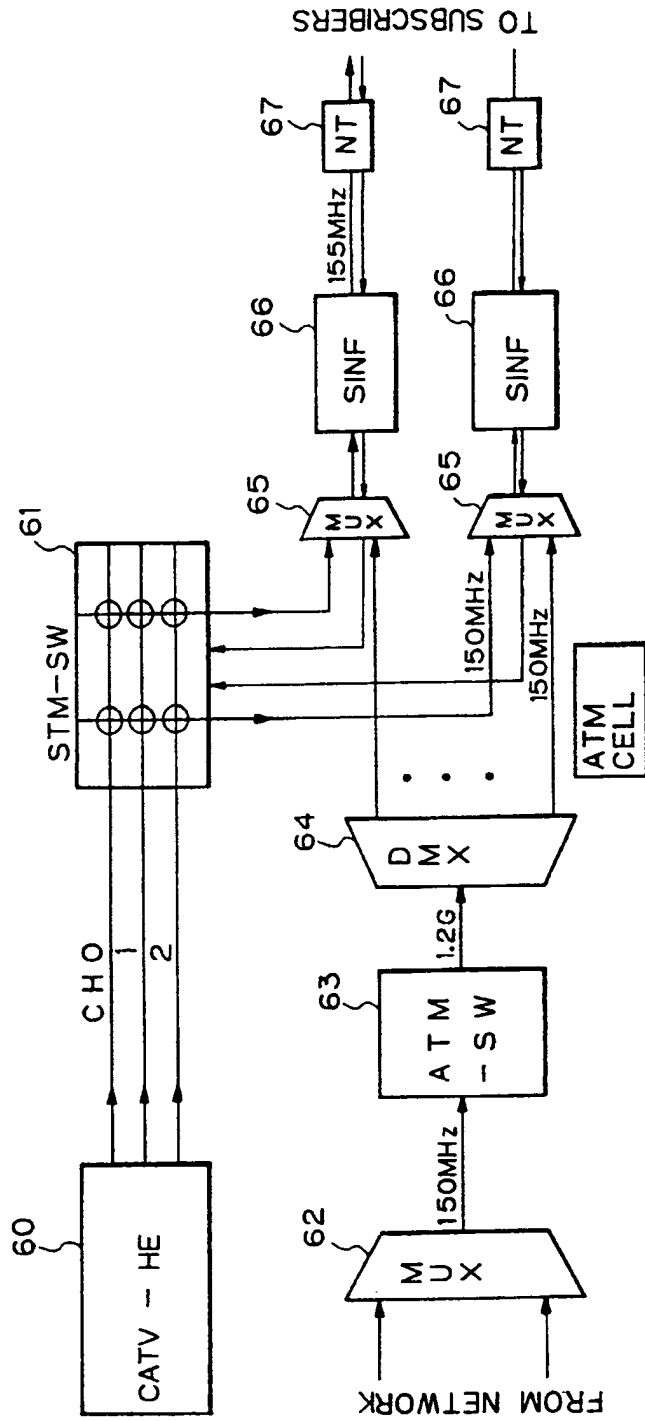 60
CATV - HE
CH0
1
2
STM-SW
61
FROM NETWORK
62
MUX
150MHz
63
ATM
-SW
1.2G
64
DMX
150MHz
150MHz
ATM
CELL
65
MUX
65
MUX
66
SINF
66
SINF
155MHz
67
NT
67
NT
TO SUBSCRIBERS